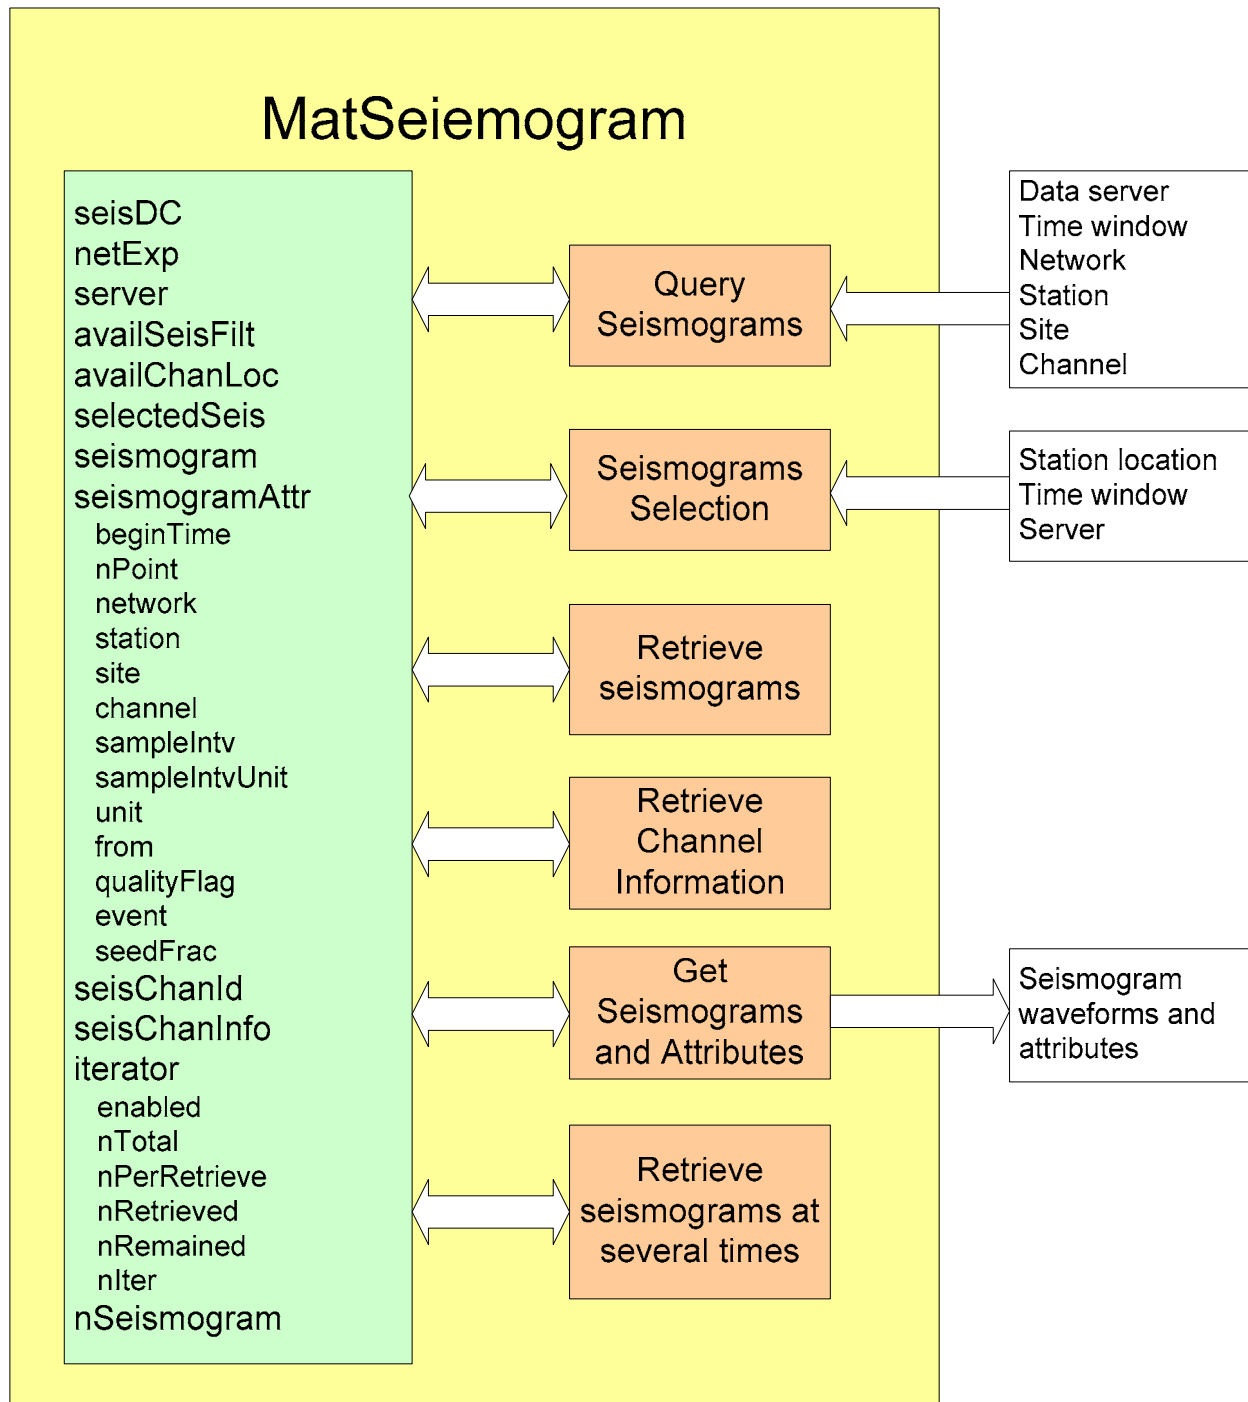 MatSeiemogram
seisDC
netExp
server
availSeisFilt
availChanLoc
selectedSeis
seismogram
seismogramAttr
beginTime
nPoint
network
station
site
channel
sampleIntv
sampleIntvUnit
unit
from
qualityFlag
event
seedFrac
seisChanId
seisChanInfo
iterator
enabled
nTotal
nPerRetrieve
nRetrieved
nRemained
nIter
nSeismogram
Query
Seismograms
Seismograms
Selection
Retrieve
seismograms
Retrieve
Channel
Information
Get
Seismograms
and Attributes
Retrieve
seismograms at
several times
Data server
Time window
Network
Station
Site
Channel
Station location
Time window
Server
Seismogram
waveforms and
attributes